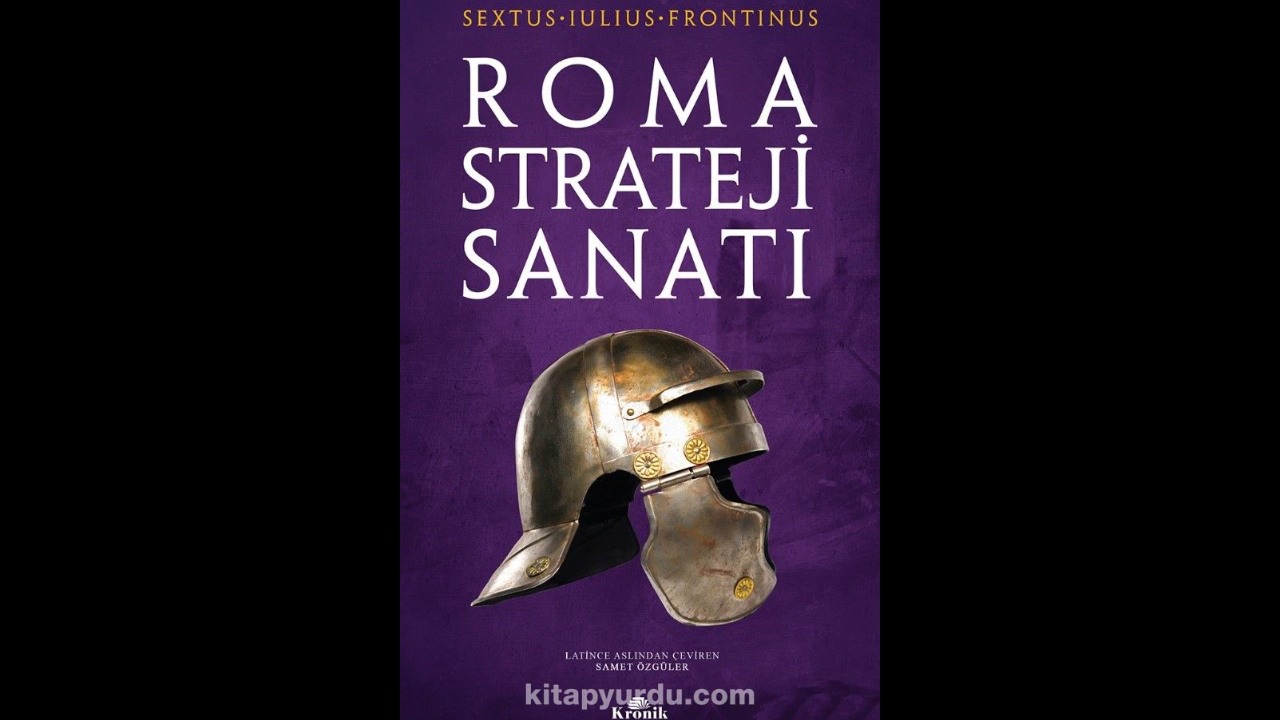 SEXTUS•IULIUS•FRONTINUS
ROMA
STRATEJİ
SANATI
LATİNCE ASLINDAN ÇEVİREN
SAMET ÖZGÜLER
kitapyurdu.com
Kronik